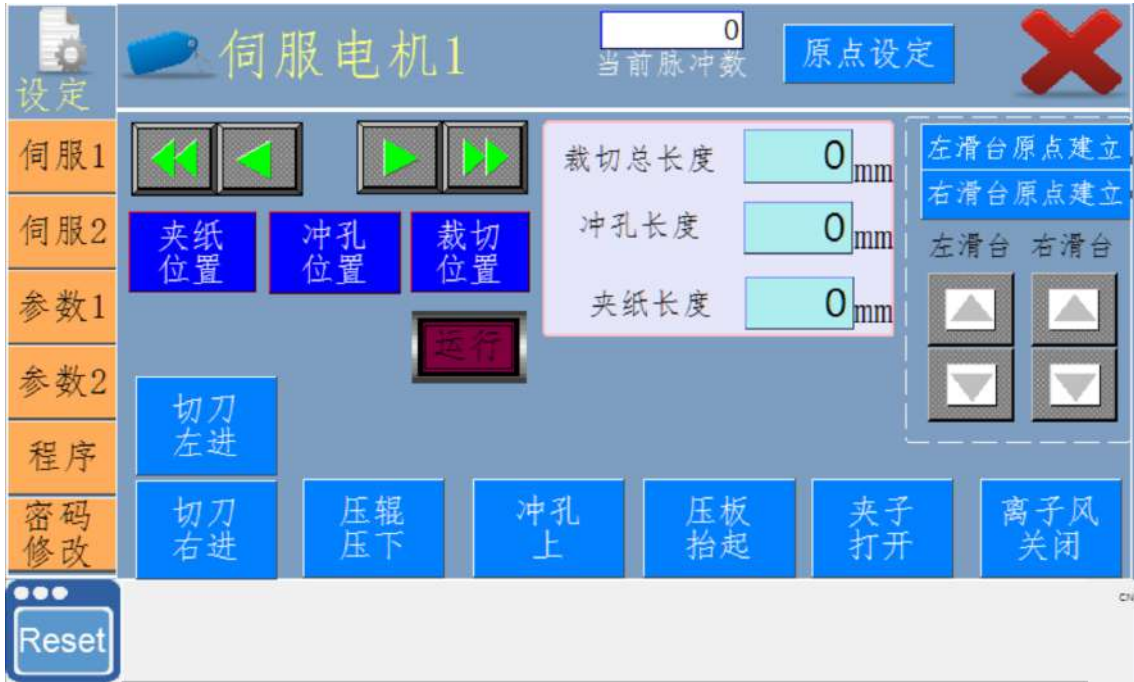 设定
伺服电机1
0
当前脉冲数
原点设定
伺服1
伺服2
参数1
参数2
程序
密码
修改
夹纸
位置
冲孔
位置
裁切
位置
运行
裁切总长度 0 mm
冲孔长度 0 mm
夹纸长度 0 mm
左滑台原点建立
右滑台原点建立
左滑台 右滑台
切刀
左进
切刀
右进
压辊
压下
冲孔
上
压板
抬起
夹子
打开
离子风
关闭
Reset
CN